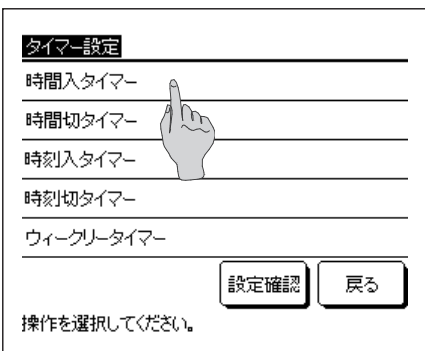 タイマー設定
時間入タイマー
時間切タイマー
時刻入タイマー
時刻切タイマー
ウィークリータイマー
設定確認 戻る
操作を選択してください。